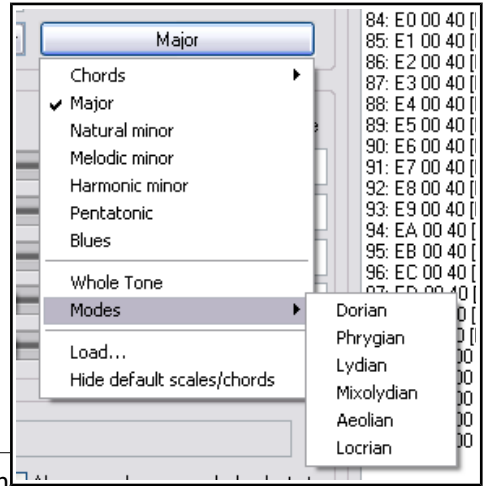 Major
Chords
Major
Natural minor
Melodic minor
Harmonic minor
Pentatonic
Blues
Whole Tone
Modes
Load...
Hide default scales/chords
Dorian
Phrygian
Lydian
Mixolydian
Aeolian
Locrian
84: E0 00 40 [
85: E1 00 40 [
86: E2 00 40 [
87: E3 00 40 [
88: E4 00 40 [
89: E5 00 40 [
90: E6 00 40 [
91: E7 00 40 [
92: E8 00 40 [
93: E9 00 40 [
94: EA 00 40 [
95: EB 00 40 [
96: EC 00 40 [